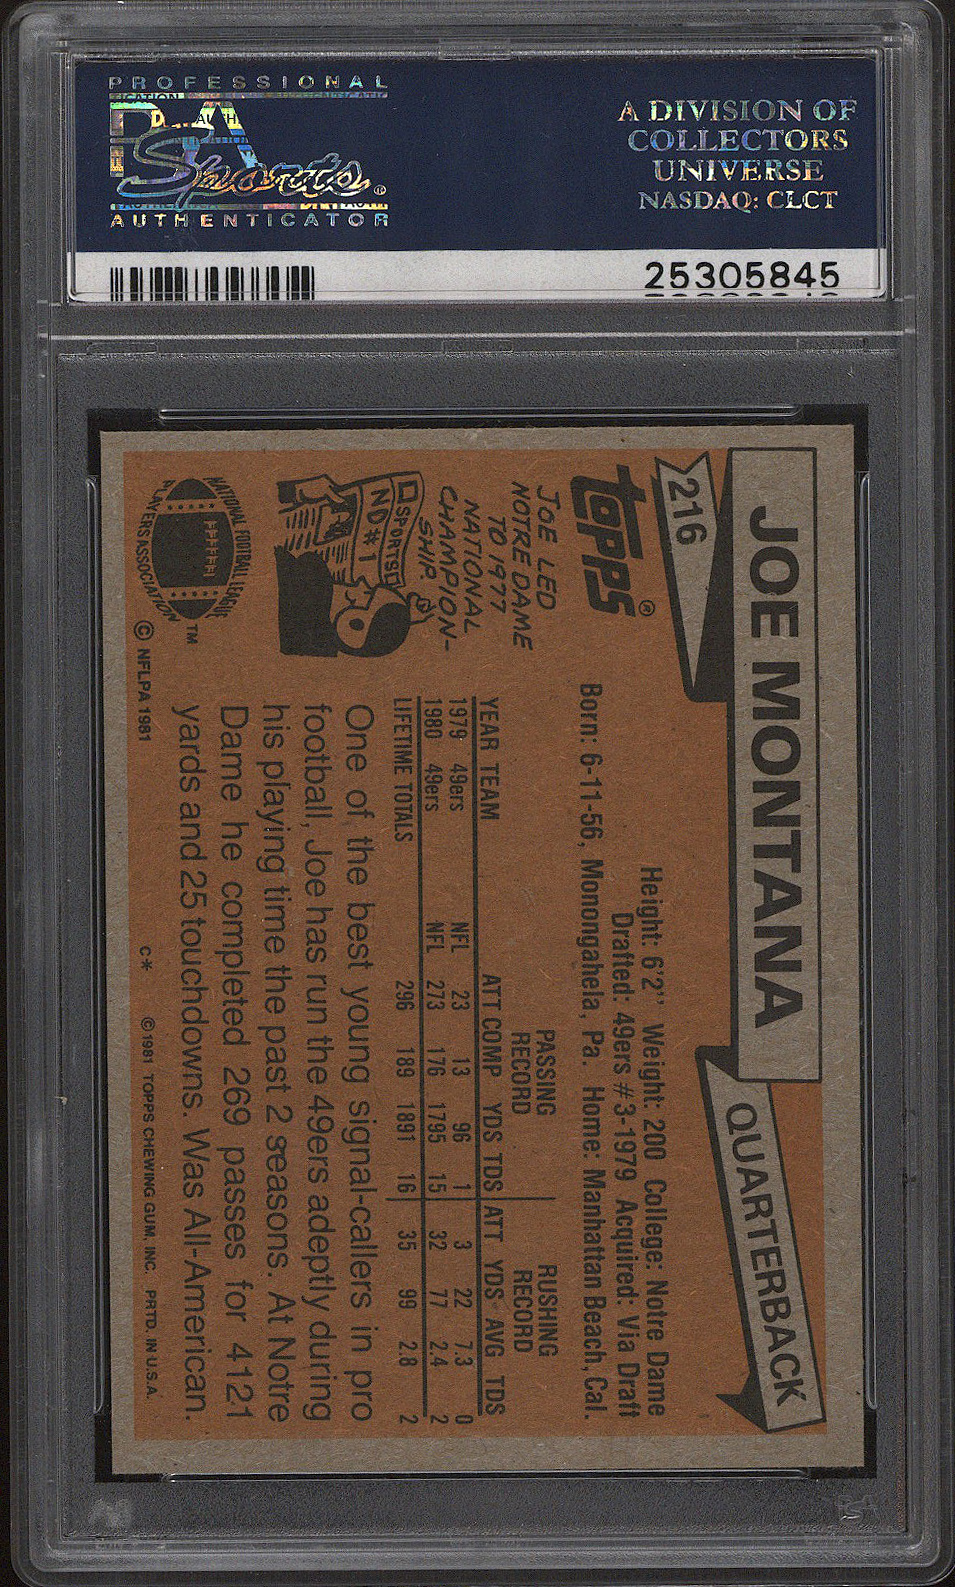 PROFESSIONAL
PSA
Sports®
AUTHENTICATOR
A DIVISION OF
COLLECTORS
UNIVERSE
NASDAQ: CLCT
25305845
JOE MONTANA
QUARTERBACK
216
topps®
Height: 6'2" Weight: 200 College: Notre Dame
Drafted: 49ers #3-1979 Acquired: Via Draft
Born: 6-11-56, Monongahela, Pa. Home: Manhattan Beach, Cal.
JOE LED
NOTRE DAME
TO 1977
NATIONAL
CHAMPION-
SHIP.
SPORTS
ND #1
PASSING RUSHING
RECORD RECORD
YEAR TEAM ATT COMP YDS TDS ATT YDS AVG TDS
1979 49ers NFL 23 13 96 1 3 22 7.3 0
1980 49ers NFL 273 176 1795 15 32 77 2.4 2
LIFETIME TOTALS 296 189 1891 16 35 99 2.8 2
One of the best young signal-callers in pro
football, Joe has run the 49ers adeptly during
his playing time the past 2 seasons. At Notre
Dame he completed 269 passes for 4121
yards and 25 touchdowns. Was All-American.
NATIONAL FOOTBALL LEAGUE
PLAYERS ASSOCIATION
TM
© NFLPA 1981
C* © 1981 TOPPS CHEWING GUM, INC. PRTD. IN U.S.A.